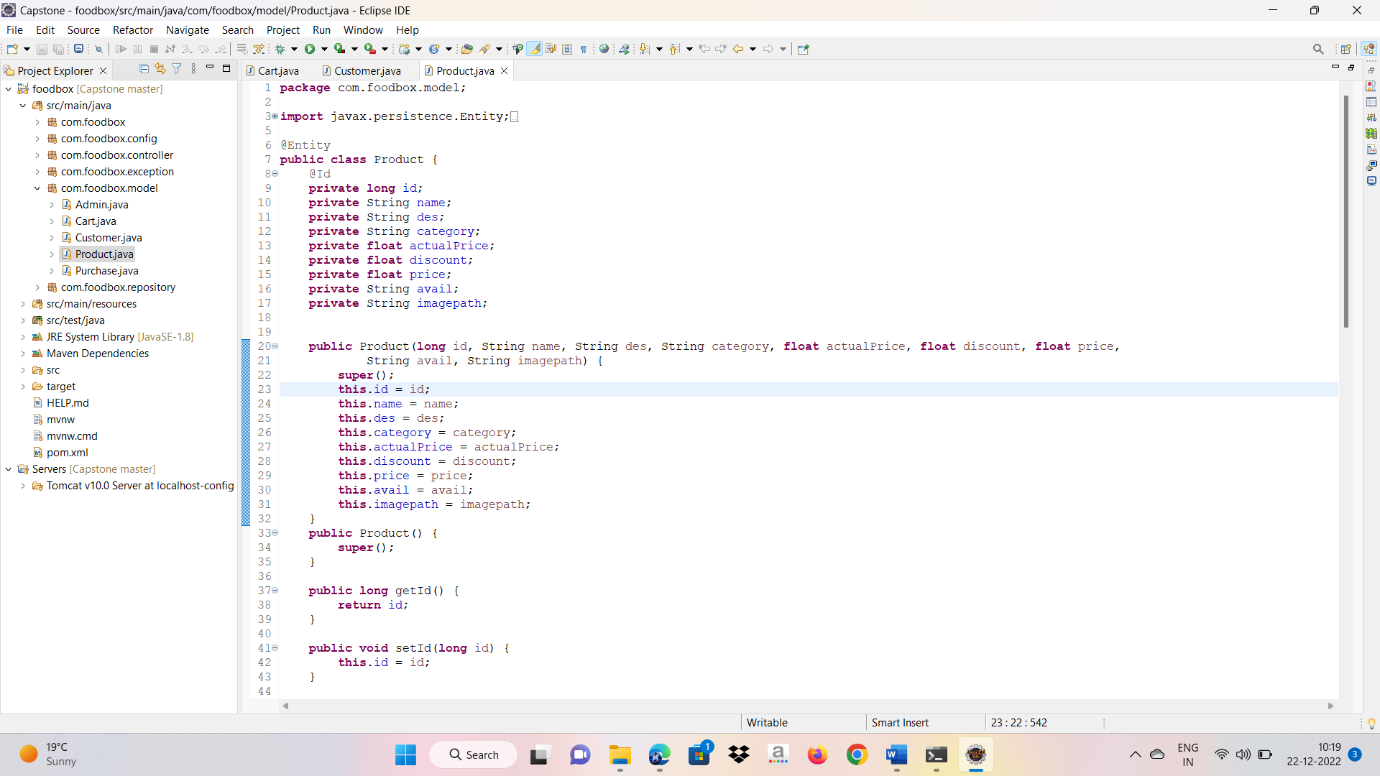 Capstone - foodbox/src/main/java/com/foodbox/model/Product.java - Eclipse IDE
File Edit Source Refactor Navigate Search Project Run Window Help
Project Explorer
foodbox [Capstone master]
src/main/java
com.foodbox
com.foodbox.config
com.foodbox.controller
com.foodbox.exception
com.foodbox.model
Admin.java
Cart.java
Customer.java
Product.java
Purchase.java
com.foodbox.repository
src/main/resources
src/test/java
JRE System Library [JavaSE-1.8]
Maven Dependencies
src
target
HELP.md
mvnw
mvnw.cmd
pom.xml
Servers [Capstone master]
Tomcat v10.0 Server at localhost-config
Cart.java Customer.java Product.java
1 package com.foodbox.model;
2
3 import javax.persistence.Entity;
5
6 @Entity
7 public class Product {
8 @Id
9 private long id;
10 private String name;
11 private String des;
12 private String category;
13 private float actualPrice;
14 private float discount;
15 private float price;
16 private String avail;
17 private String imagepath;
18
19
20 public Product(long id, String name, String des, String category, float actualPrice, float discount, float price,
21 String avail, String imagepath) {
22 super();
23 this.id = id;
24 this.name = name;
25 this.des = des;
26 this.category = category;
27 this.actualPrice = actualPrice;
28 this.discount = discount;
29 this.price = price;
30 this.avail = avail;
31 this.imagepath = imagepath;
32 }
33 public Product() {
34 super();
35 }
36
37 public long getId() {
38 return id;
39 }
40
41 public void setId(long id) {
42 this.id = id;
43 }
44
Writable Smart Insert 23 : 22 : 542
19°C
Sunny
Search
1
ENG
IN
10:19
22-12-2022
3